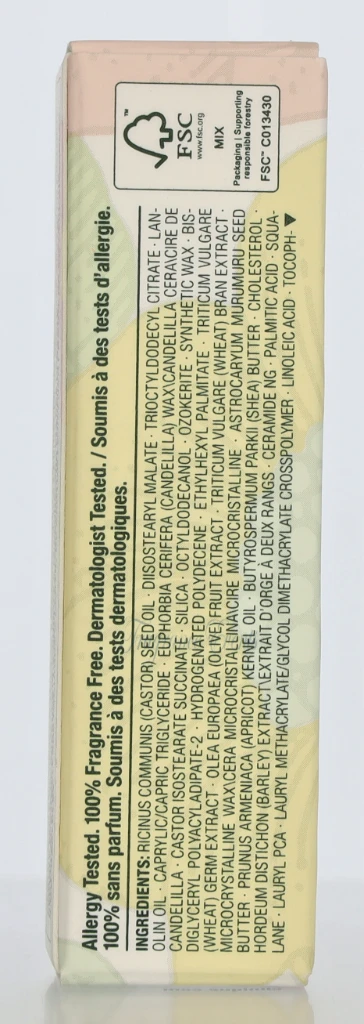 Allergy Tested. 100% Fragrance Free. Dermatologist Tested. / Soumis à des tests d'allergie.
100% sans parfum. Soumis à des tests dermatologiques.
INGREDIENTS: RICINUS COMMUNIS (CASTOR) SEED OIL · DIISOSTEARYL MALATE · TRIOCTYLDODECYL CITRATE · LAN-
OLIN OIL · CAPRYLIC/CAPRIC TRIGLYCERIDE · EUPHORBIA CERIFERA (CANDELILLA) WAX\CANDELILLA CERA\CIRE DE
CANDELILLA · CASTOR ISOSTEARATE SUCCINATE · SILICA · OCTYLDODECANOL · OZOKERITE · SYNTHETIC WAX · BIS-
DIGLYCERYL POLYACYLADIPATE-2 · HYDROGENATED POLYDECENE · ETHYLHEXYL PALMITATE · TRITICUM VULGARE
(WHEAT) GERM EXTRACT · OLEA EUROPAEA (OLIVE) FRUIT EXTRACT · TRITICUM VULGARE (WHEAT) BRAN EXTRACT ·
MICROCRYSTALLINE WAX\CERA MICROCRISTALLINA\CIRE MICROCRISTALLINE · ASTROCARYUM MURUMURU SEED
BUTTER · PRUNUS ARMENIACA (APRICOT) KERNEL OIL · BUTYROSPERMUM PARKII (SHEA) BUTTER · CHOLESTEROL ·
HORDEUM DISTICHON (BARLEY) EXTRACT\EXTRAIT D'ORGE À DEUX RANGS · CERAMIDE NG · PALMITIC ACID · SQUA-
LANE · LAURYL PCA · LAURYL METHACRYLATE/GLYCOL DIMETHACRYLATE CROSSPOLYMER · LINOLEIC ACID · TOCOPH- ▼
™
FSC
www.fsc.org
MIX
Packaging | Supporting
responsible forestry
FSC™ C013430